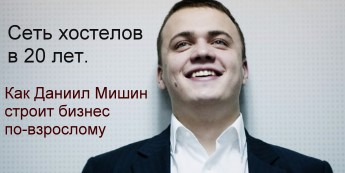 Сеть хостелов
в 20 лет.
Как Даниил Мишин
строит бизнес
по-взрослому